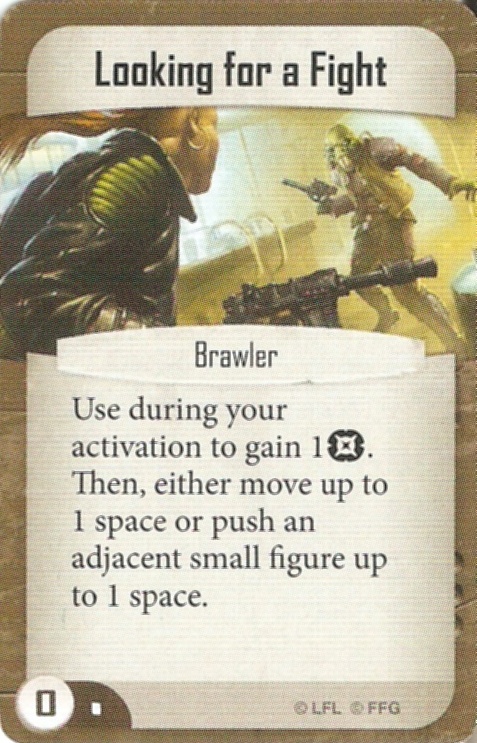 Looking for a Fight
Brawler
Use during your
activation to gain 1.
Then, either move up to
1 space or push an
adjacent small figure up
to 1 space.
0
© LFL © FFG